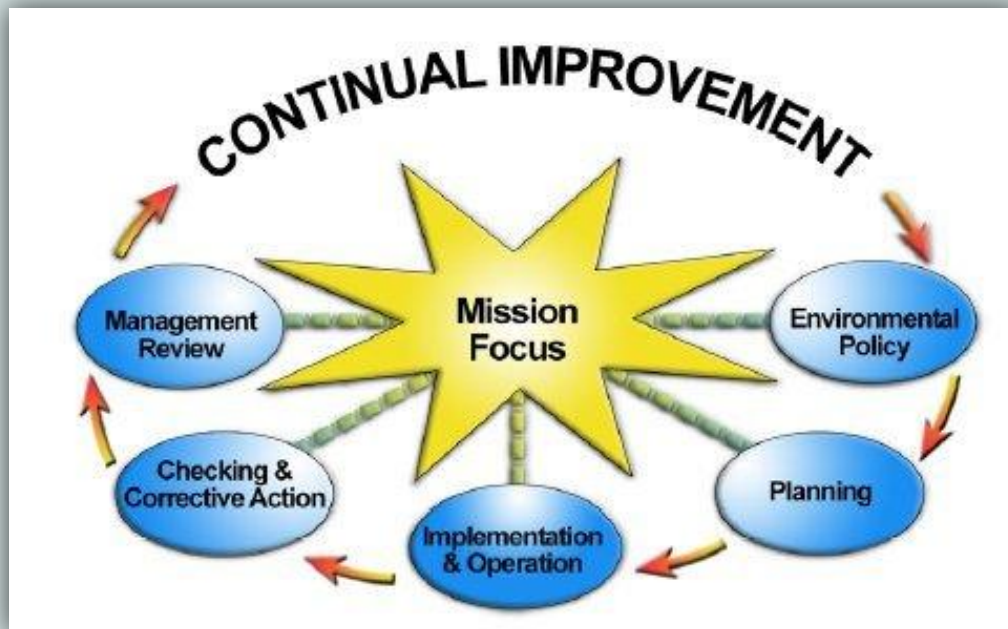 CONTINUAL IMPROVEMENT
Mission
Focus
Environmental
Policy
Planning
Implementation
& Operation
Checking &
Corrective Action
Management
Review